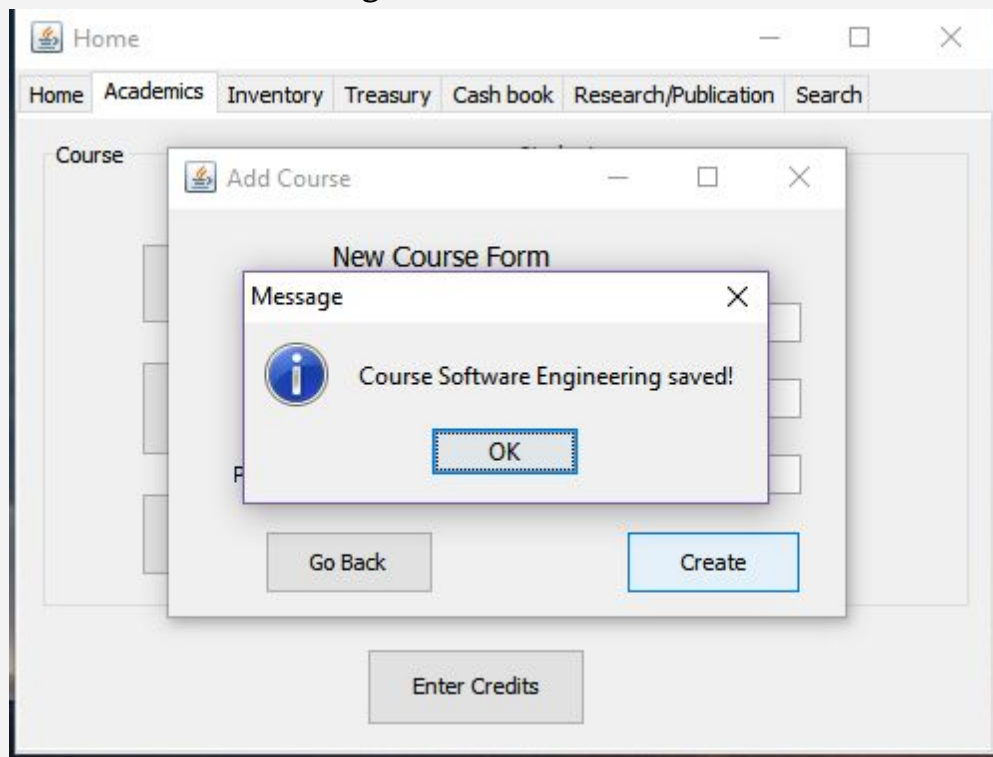 Home
Home Academics Inventory Treasury Cash book Research/Publication Search
Course
Add Course
New Course Form
Message
Course Software Engineering saved!
OK
Go Back
Create
Enter Credits